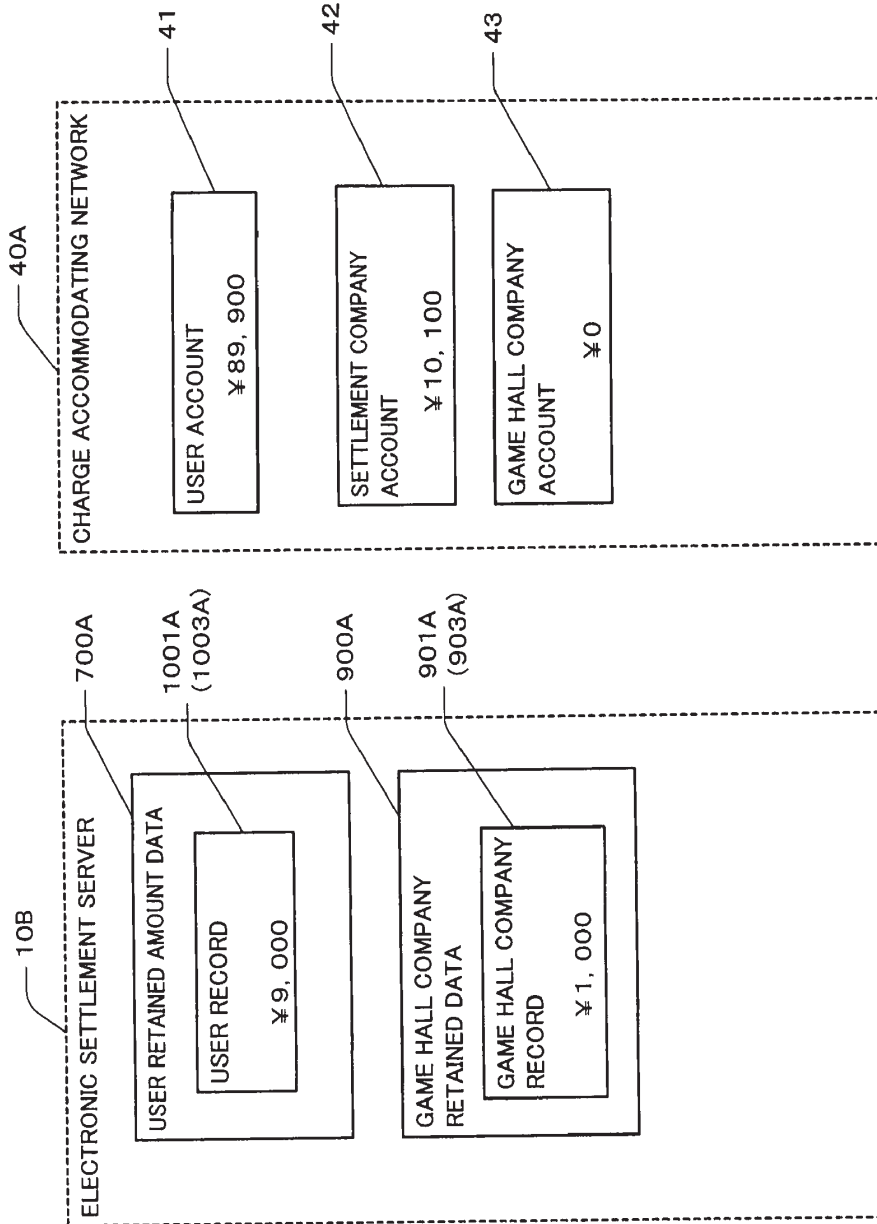 10B
ELECTRONIC SETTLEMENT SERVER
700A
USER RETAINED AMOUNT DATA
1001A
(1003A)
USER RECORD
¥9, 000
900A
GAME HALL COMPANY
RETAINED DATA
901A
(903A)
GAME HALL COMPANY
RECORD
¥1, 000
40A
CHARGE ACCOMMODATING NETWORK
41
USER ACCOUNT
¥89, 900
42
SETTLEMENT COMPANY
ACCOUNT
¥10, 100
43
GAME HALL COMPANY
ACCOUNT
¥0